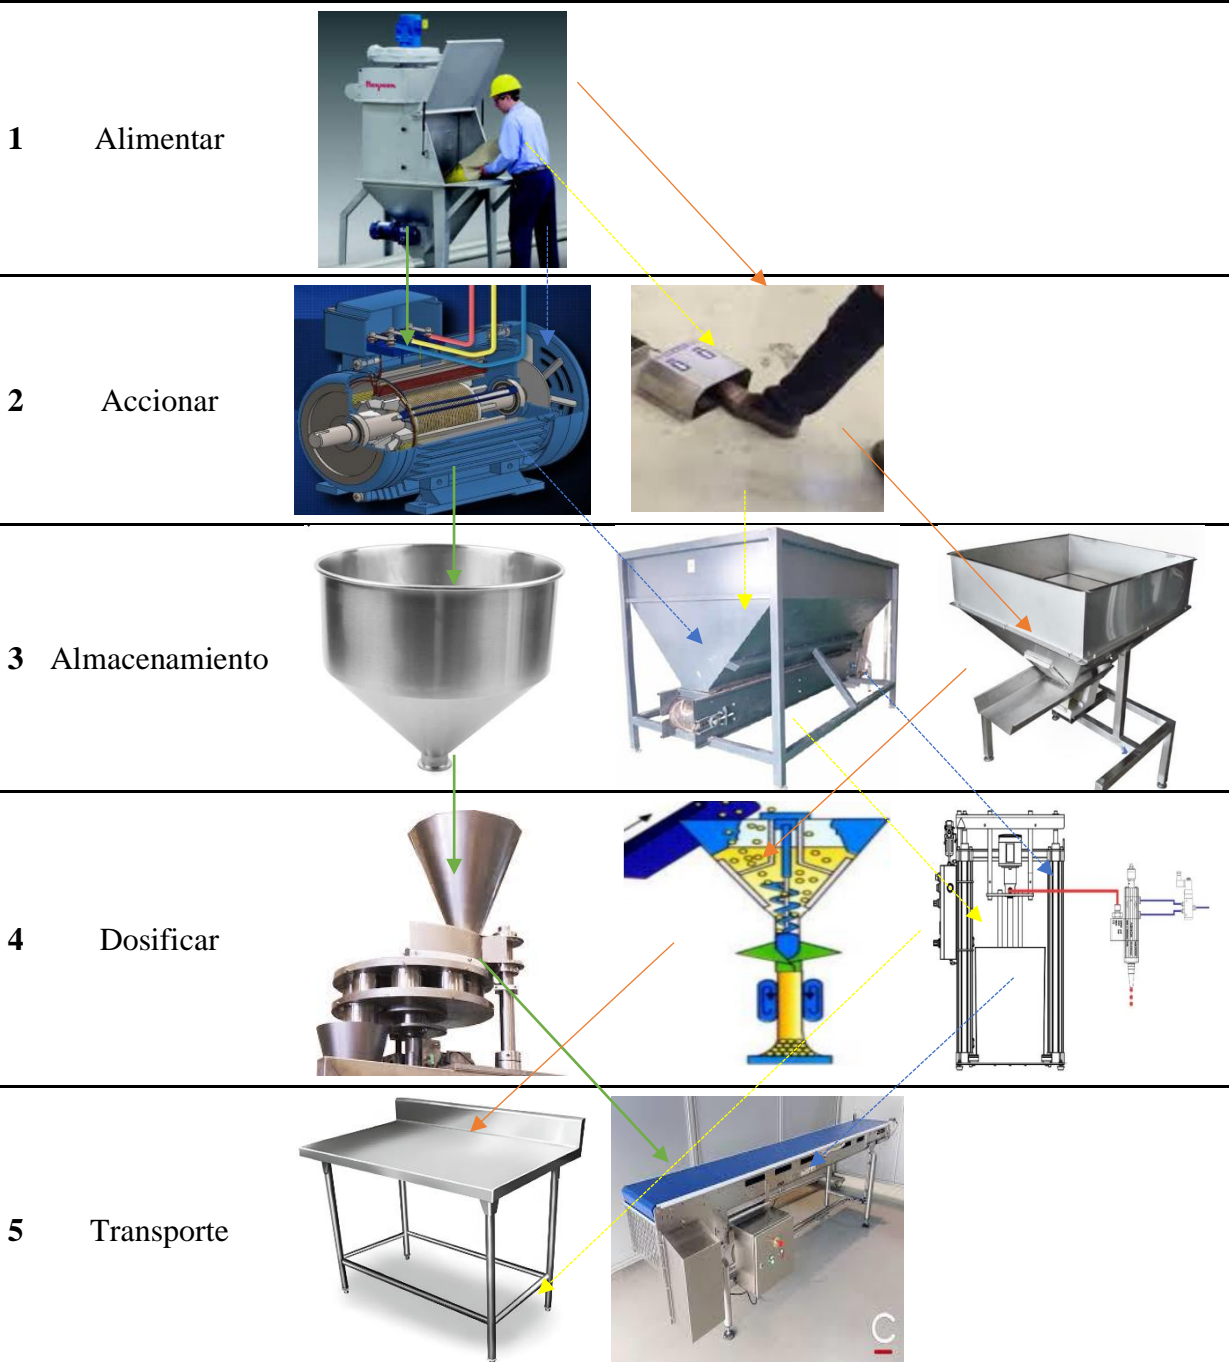 1 Alimentar
2 Accionar
3 Almacenamiento
4 Dosificar
5 Transporte
C